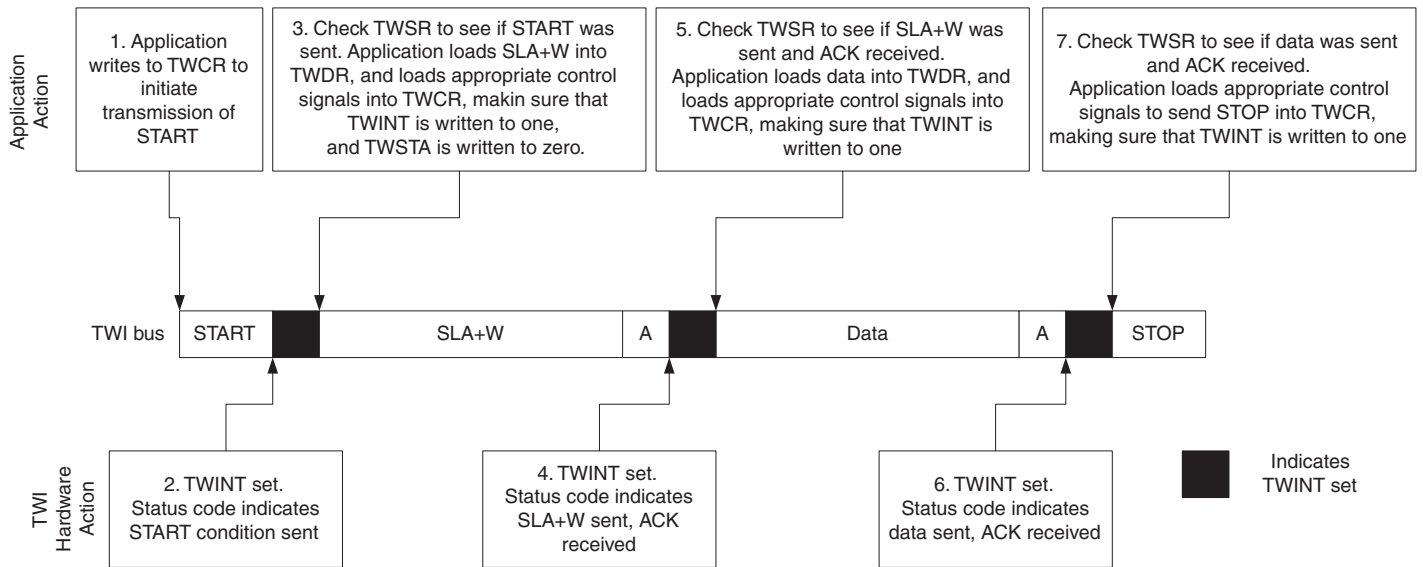 Application
Action
1. Application
writes to TWCR to
initiate
transmission of
START
3. Check TWSR to see if START was
sent. Application loads SLA+W into
TWDR, and loads appropriate control
signals into TWCR, makin sure that
TWINT is written to one,
and TWSTA is written to zero.
5. Check TWSR to see if SLA+W was
sent and ACK received.
Application loads data into TWDR, and
loads appropriate control signals into
TWCR, making sure that TWINT is
written to one
7. Check TWSR to see if data was sent
and ACK received.
Application loads appropriate control
signals to send STOP into TWCR,
making sure that TWINT is written to one
TWI bus
START
SLA+W
A
Data
A
STOP
TWI
Hardware
Action
2. TWINT set.
Status code indicates
START condition sent
4. TWINT set.
Status code indicates
SLA+W sent, ACK
received
6. TWINT set.
Status code indicates
data sent, ACK received
Indicates
TWINT set